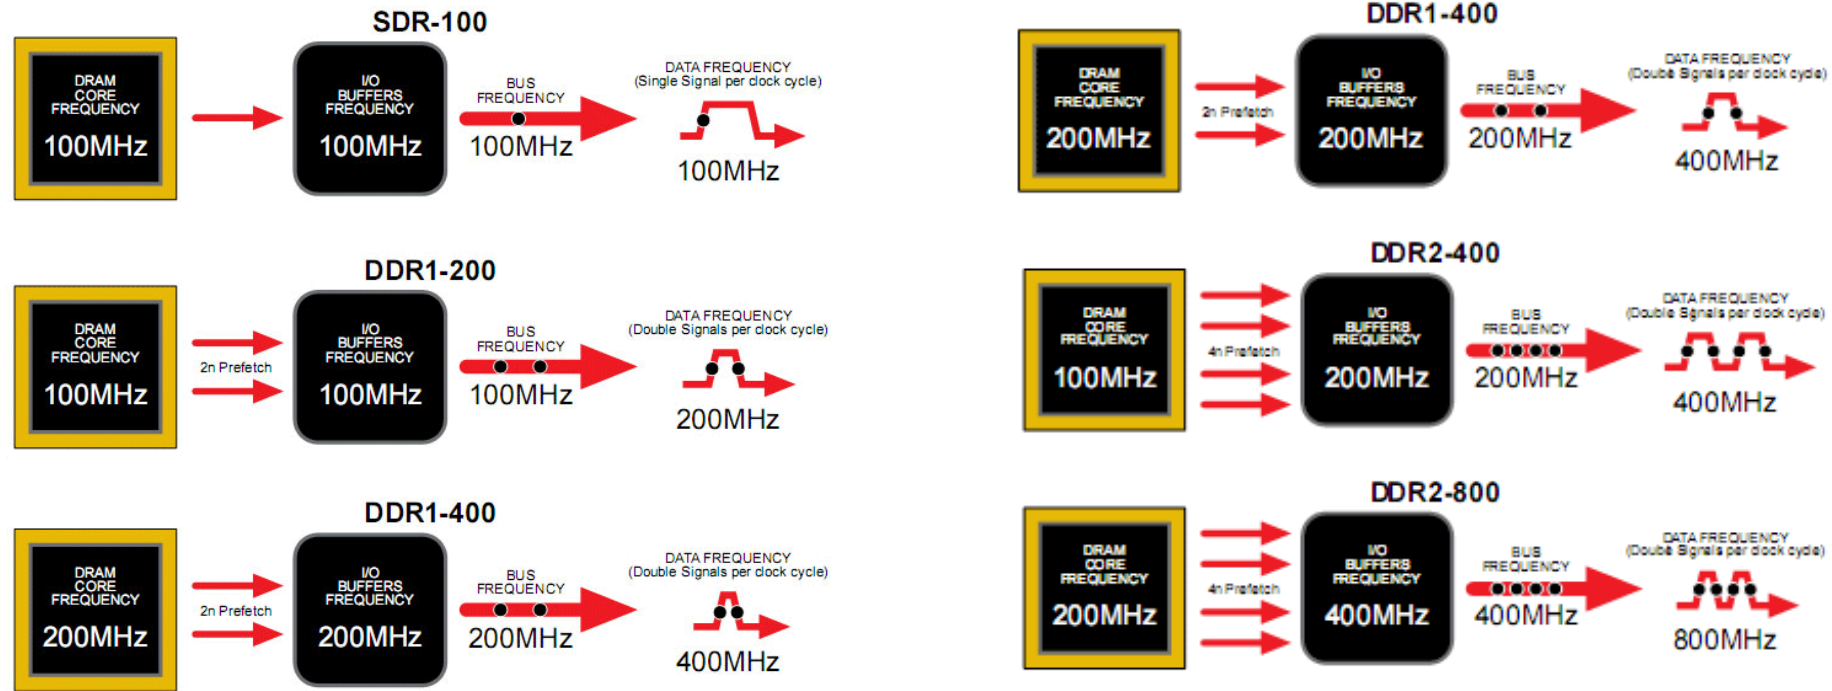 SDR-100
DRAM
CORE
FREQUENCY
100MHz
I/O
BUFFERS
FREQUENCY
100MHz
BUS
FREQUENCY
100MHz
DATA FREQUENCY
(Single Signal per clock cycle)
100MHz
DDR1-200
DRAM
CORE
FREQUENCY
100MHz
2n Prefetch
I/O
BUFFERS
FREQUENCY
100MHz
BUS
FREQUENCY
100MHz
DATA FREQUENCY
(Double Signals per clock cycle)
200MHz
DDR1-400
DRAM
CORE
FREQUENCY
200MHz
2n Prefetch
I/O
BUFFERS
FREQUENCY
200MHz
BUS
FREQUENCY
200MHz
DATA FREQUENCY
(Double Signals per clock cycle)
400MHz
DDR1-400
DRAM
CORE
FREQUENCY
200MHz
2n Prefetch
I/O
BUFFERS
FREQUENCY
200MHz
BUS
FREQUENCY
200MHz
DATA FREQUENCY
(Double Signals per clock cycle)
400MHz
DDR2-400
DRAM
CORE
FREQUENCY
100MHz
4n Prefetch
I/O
BUFFERS
FREQUENCY
200MHz
BUS
FREQUENCY
200MHz
DATA FREQUENCY
(Double Signals per clock cycle)
400MHz
DDR2-800
DRAM
CORE
FREQUENCY
200MHz
4n Prefetch
I/O
BUFFERS
FREQUENCY
400MHz
BUS
FREQUENCY
400MHz
DATA FREQUENCY
(Double Signals per clock cycle)
800MHz